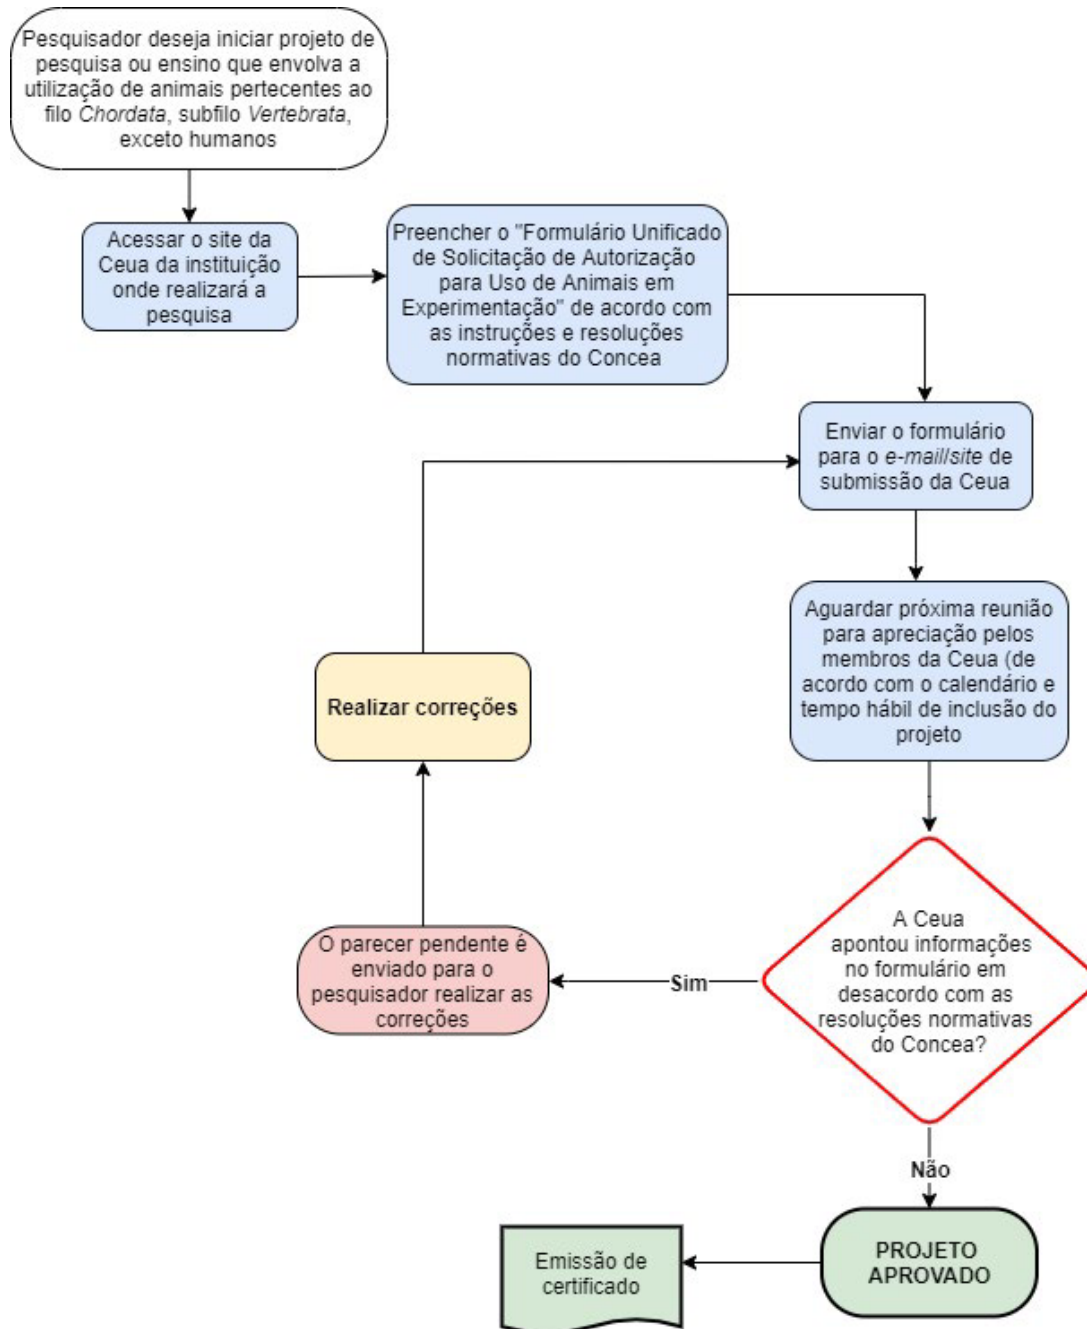 Pesquisador deseja iniciar projeto de
pesquisa ou ensino que envolva a
utilização de animais pertecentes ao
filo Chordata, subfilo Vertebrata,
exceto humanos
Acessar o site da
Ceua da instituição
onde realizará a
pesquisa
Preencher o "Formulário Unificado
de Solicitação de Autorização
para Uso de Animais em
Experimentação" de acordo com
as instruções e resoluções
normativas do Concea
Enviar o formulário
para o e-mail/site de
submissão da Ceua
Aguardar próxima reunião
para apreciação pelos
membros da Ceua (de
acordo com o calendário e
tempo hábil de inclusão do
projeto
A Ceua
apontou informações
no formulário em
desacordo com as
resoluções normativas
do Concea?
Sim
O parecer pendente é
enviado para o
pesquisador realizar as
correções
Realizar correções
Não
PROJETO
APROVADO
Emissão de
certificado